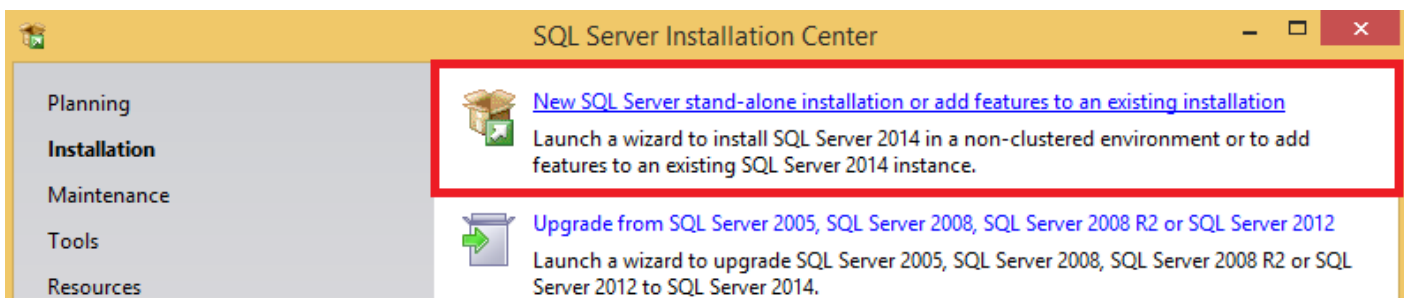 SQL Server Installation Center
Planning
Installation
Maintenance
Tools
Resources
New SQL Server stand-alone installation or add features to an existing installation
Launch a wizard to install SQL Server 2014 in a non-clustered environment or to add
features to an existing SQL Server 2014 instance.
Upgrade from SQL Server 2005, SQL Server 2008, SQL Server 2008 R2 or SQL Server 2012
Launch a wizard to upgrade SQL Server 2005, SQL Server 2008, SQL Server 2008 R2 or SQL
Server 2012 to SQL Server 2014.